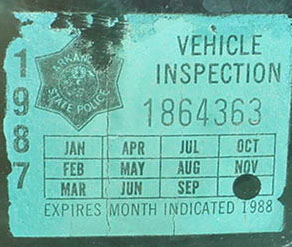 1987
ARKANSAS
STATE POLICE
VEHICLE
INSPECTION
1864363
JAN APR JUL OCT
FEB MAY AUG NOV
MAR JUN SEP
EXPIRES MONTH INDICATED 1988